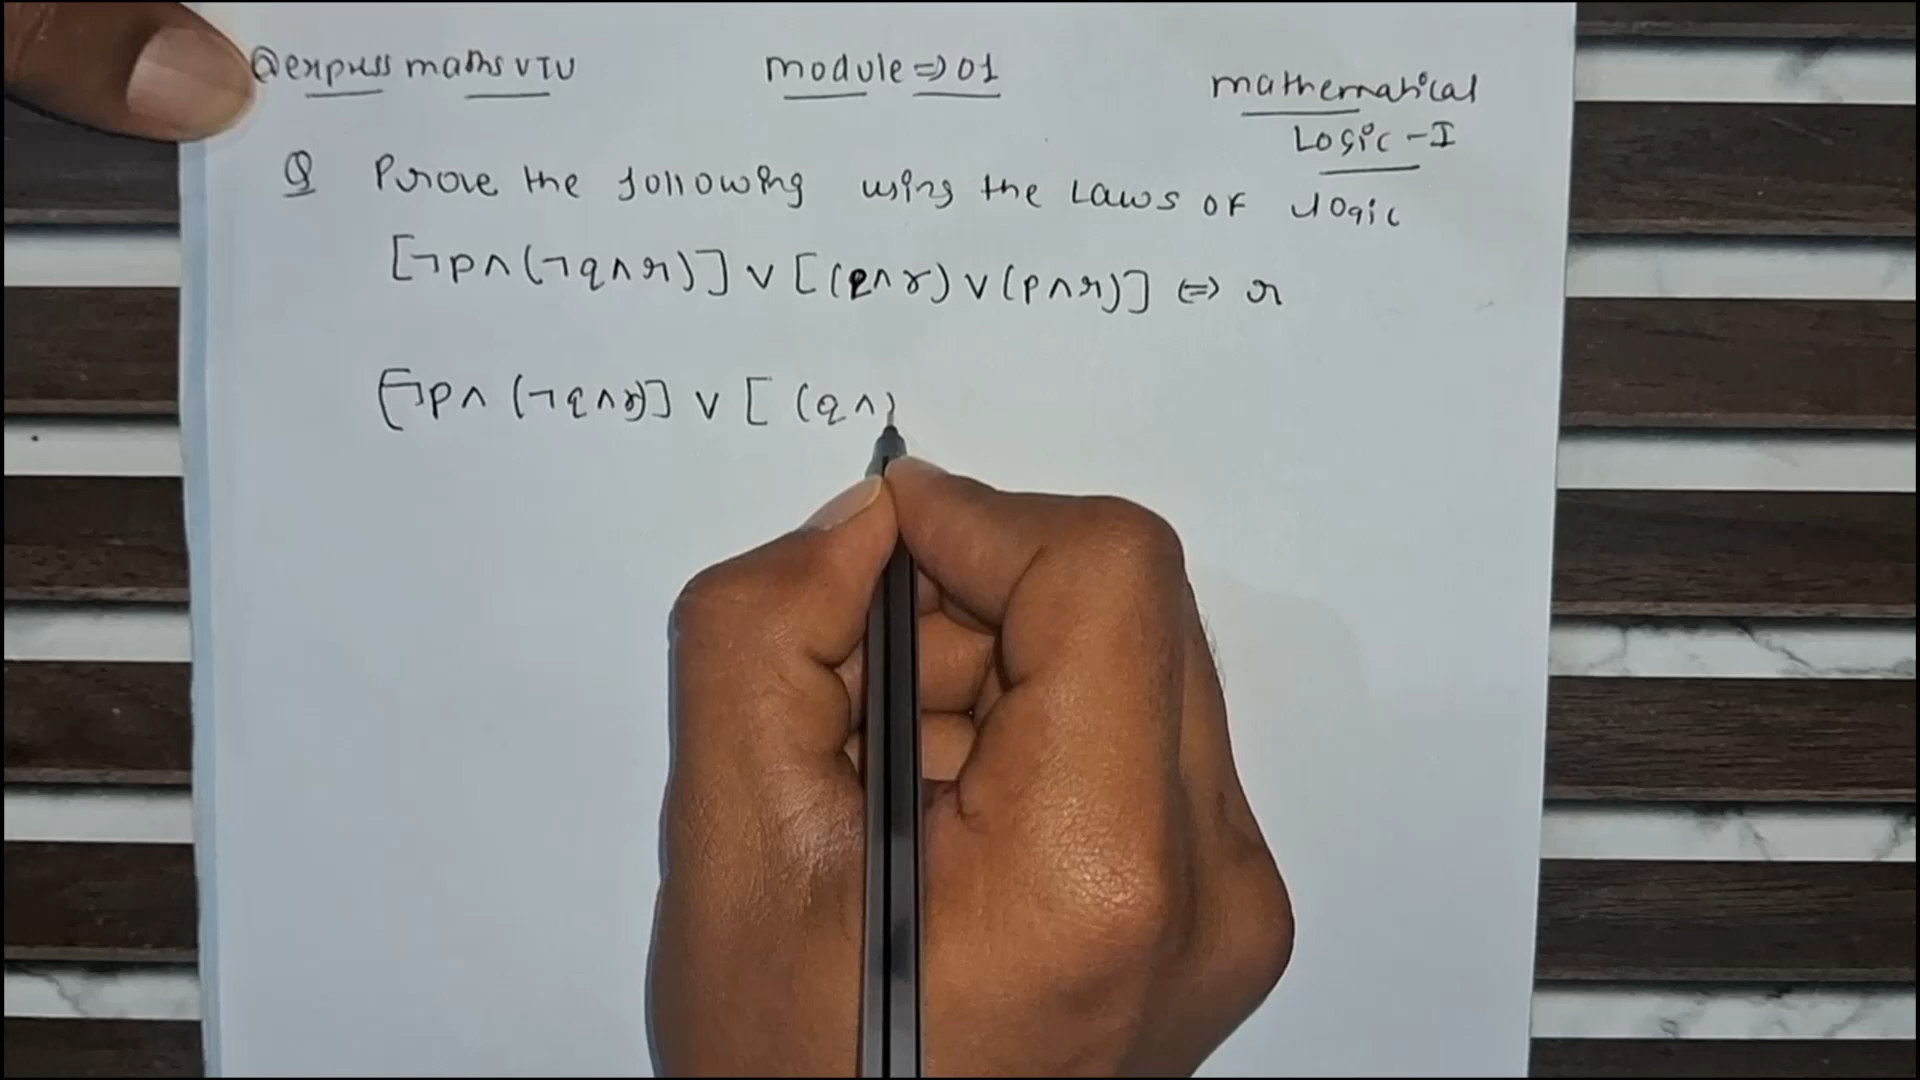 @express maths VTU module ⇒ 01 mathematical
Logic - I
Q Prove the following using the Laws of logic
[¬p∧(¬q∧r)] ∨ [(q∧r) ∨ (p∧r)] ⇔ r
[¬p∧ (¬q∧r)] ∨ [ (q∧